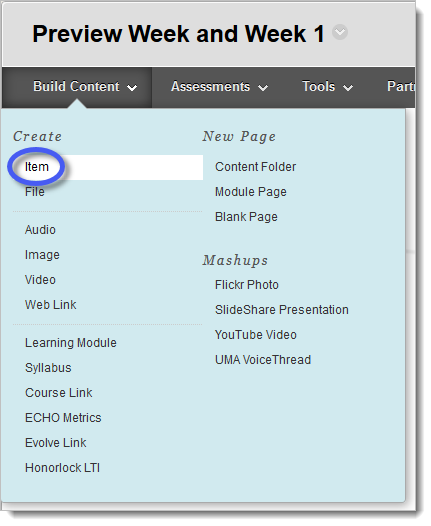 Preview Week and Week 1
Build Content Assessments Tools
Create
Item
File
Audio
Image
Video
Web Link
Learning Module
Syllabus
Course Link
ECHO Metrics
Evolve Link
Honorlock LTI
New Page
Content Folder
Module Page
Blank Page
Mashups
Flickr Photo
SlideShare Presentation
YouTube Video
UMA VoiceThread